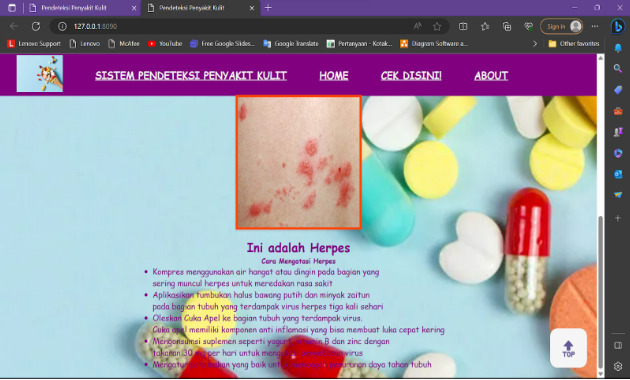 Pendeteksi Penyakit Kulit
Pendeteksi Penyakit Kulit
127.0.0.1:8090
Sign in
Lenovo Support
Lenovo
McAfee
YouTube
Free Google Slides...
Google Translate
Pertanyaan - Kotak...
Diagram Software a...
Other favorites
SISTEM PENDETEKSI PENYAKIT KULIT
HOME
CEK DISINI!
ABOUT
Ini adalah Herpes
Cara Mengatasi Herpes
Kompres menggunakan air hangat atau dingin pada bagian yang
sering muncul herpes untuk meredakan rasa sakit
Aplikasikan tumbukan halus bawang putih dan minyak zaitun
pada bagian tubuh yang terdampak virus herpes tiga kali sehari
Oleskan Cuka Apel ke bagian tubuh yang terdampak virus.
Cuka apel memiliki komponen anti inflamasi yang bisa membuat luka cepat kering
Mengonsumsi suplemen seperti yogurt, vitamin B dan zinc dengan
takaran 30 mg per hari untuk
Mengatur makan yang baik untuk penurunan daya tahan tubuh
TOP